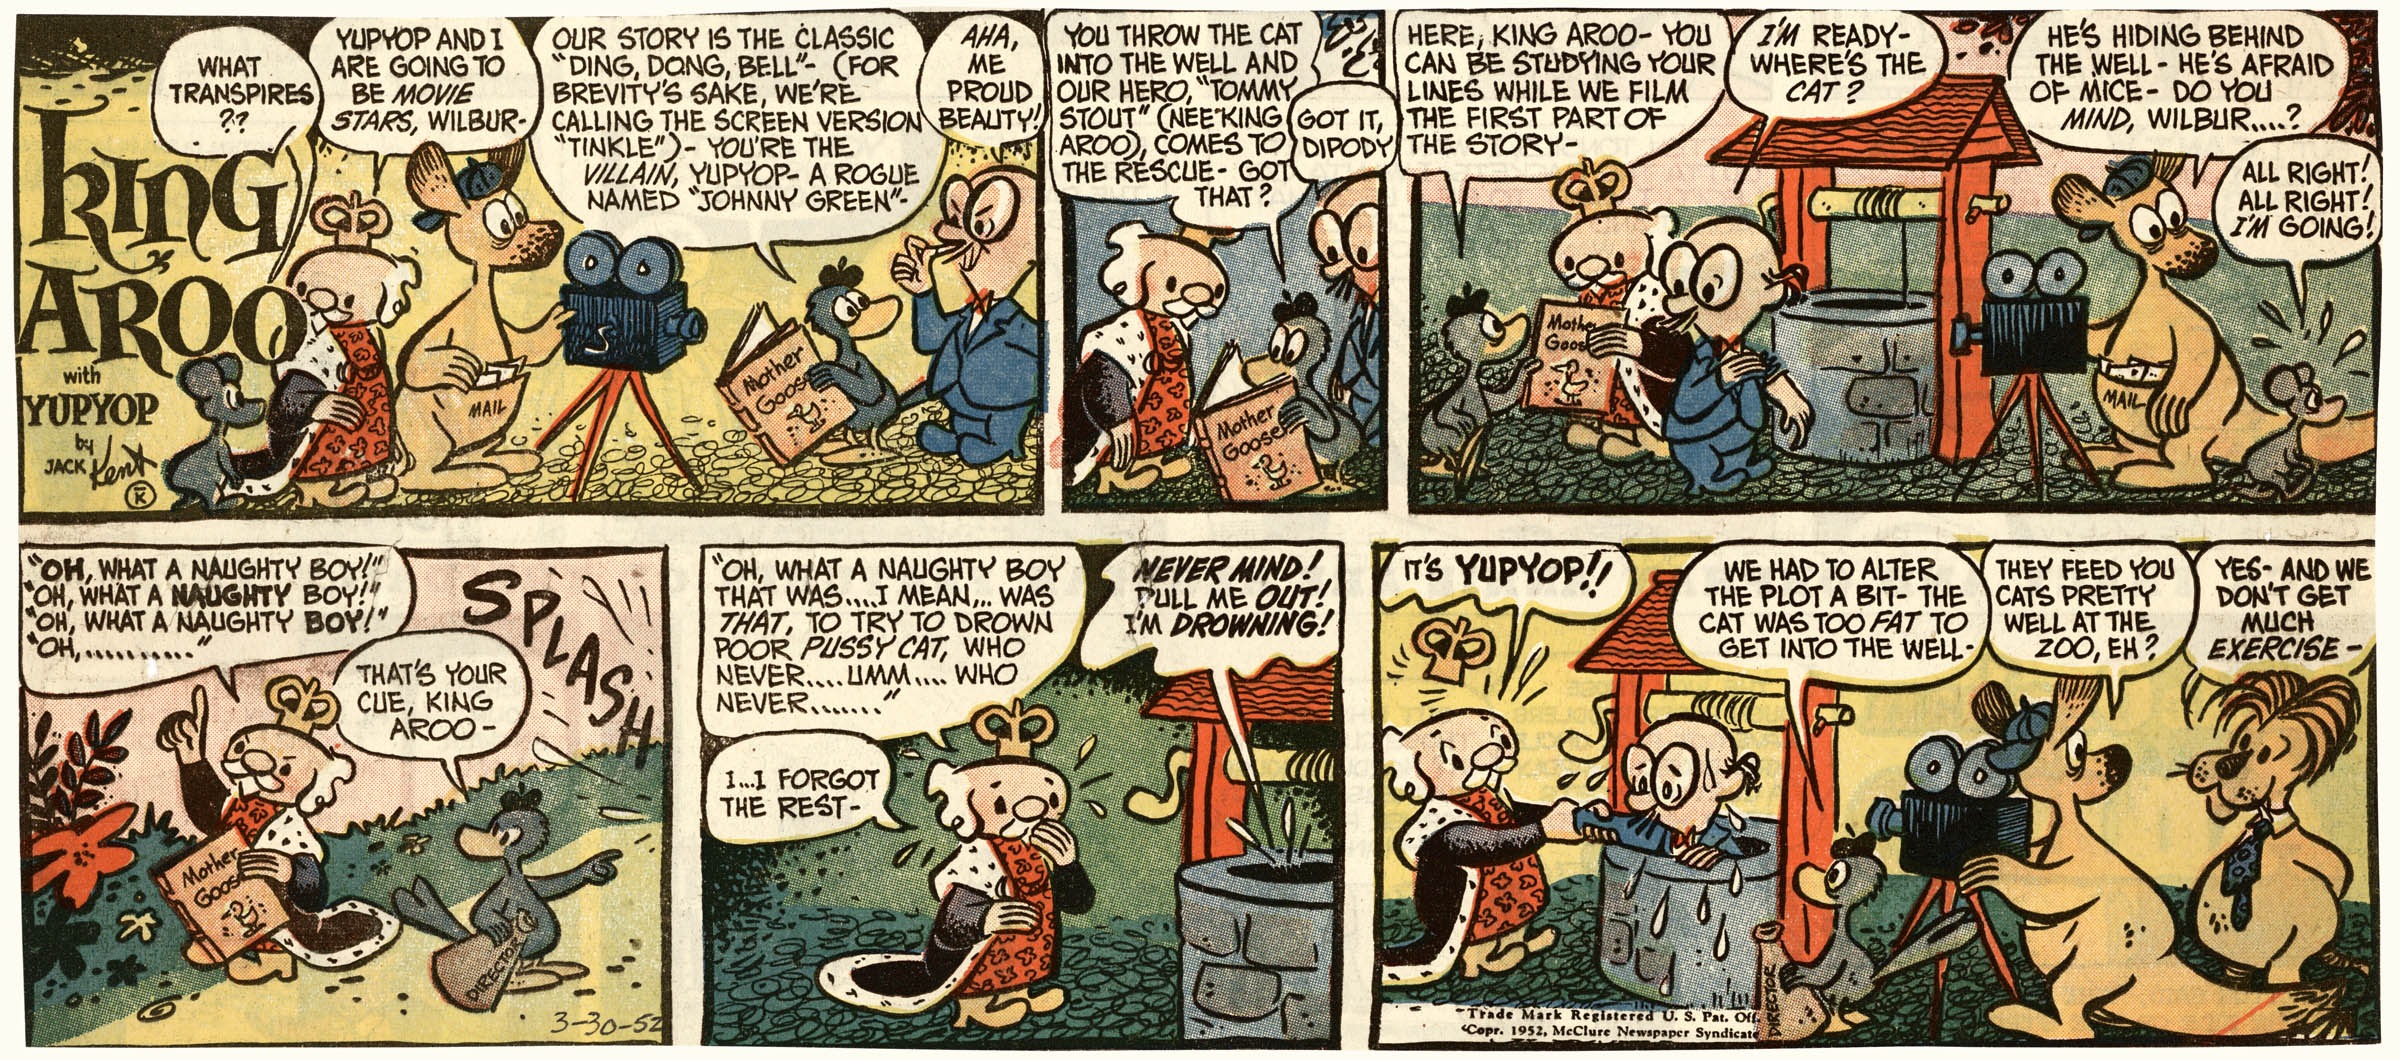 WHAT
TRANSPIRES
??
YUPYOP AND I
ARE GOING TO
BE MOVIE
STARS, WILBUR-
OUR STORY IS THE CLASSIC
"DING, DONG, BELL"- (FOR
BREVITY'S SAKE, WE'RE
CALLING THE SCREEN VERSION
"TINKLE")- YOU'RE THE
VILLAIN, YUPYOP- A ROGUE
NAMED "JOHNNY GREEN"-
AHA,
ME
PROUD
BEAUTY!
king
AROO
with
YUPYOP
by
JACK Kent
K
MAIL
Mother
Goose
YOU THROW THE CAT
INTO THE WELL AND
OUR HERO, "TOMMY
STOUT" (NEE-KING
AROO), COMES TO
THE RESCUE- GOT
THAT?
GOT IT,
DIPODY
Mother
Goose
HERE, KING AROO- YOU
CAN BE STUDYING YOUR
LINES WHILE WE FILM
THE FIRST PART OF
THE STORY-
I'M READY-
WHERE'S THE
CAT?
HE'S HIDING BEHIND
THE WELL- HE'S AFRAID
OF MICE- DO YOU
MIND, WILBUR....?
ALL RIGHT!
ALL RIGHT!
I'M GOING!
Mother
Goose
MAIL
"OH, WHAT A NAUGHTY BOY!"
"OH, WHAT A NAUGHTY BOY!"
"OH, WHAT A NAUGHTY BOY!"
"OH,..........."
THAT'S YOUR
CUE, KING
AROO-
SPLASH
Mother
Goose
DIRECTOR
3-30-52
"OH, WHAT A NAUGHTY BOY
THAT WAS....I MEAN... WAS
THAT, TO TRY TO DROWN
POOR PUSSY CAT, WHO
NEVER.... UMM.... WHO
NEVER......."
I...I FORGOT
THE REST-
NEVER MIND!
PULL ME OUT!
I'M DROWNING!
IT'S YUPYOP!!
WE HAD TO ALTER
THE PLOT A BIT- THE
CAT WAS TOO FAT TO
GET INTO THE WELL-
THEY FEED YOU
CATS PRETTY
WELL AT THE
ZOO, EH?
YES- AND WE
DON'T GET
MUCH
EXERCISE-
DIRECTOR
Trade Mark Registered U. S. Pat. Off.
Copr. 1952, McClure Newspaper Syndicate